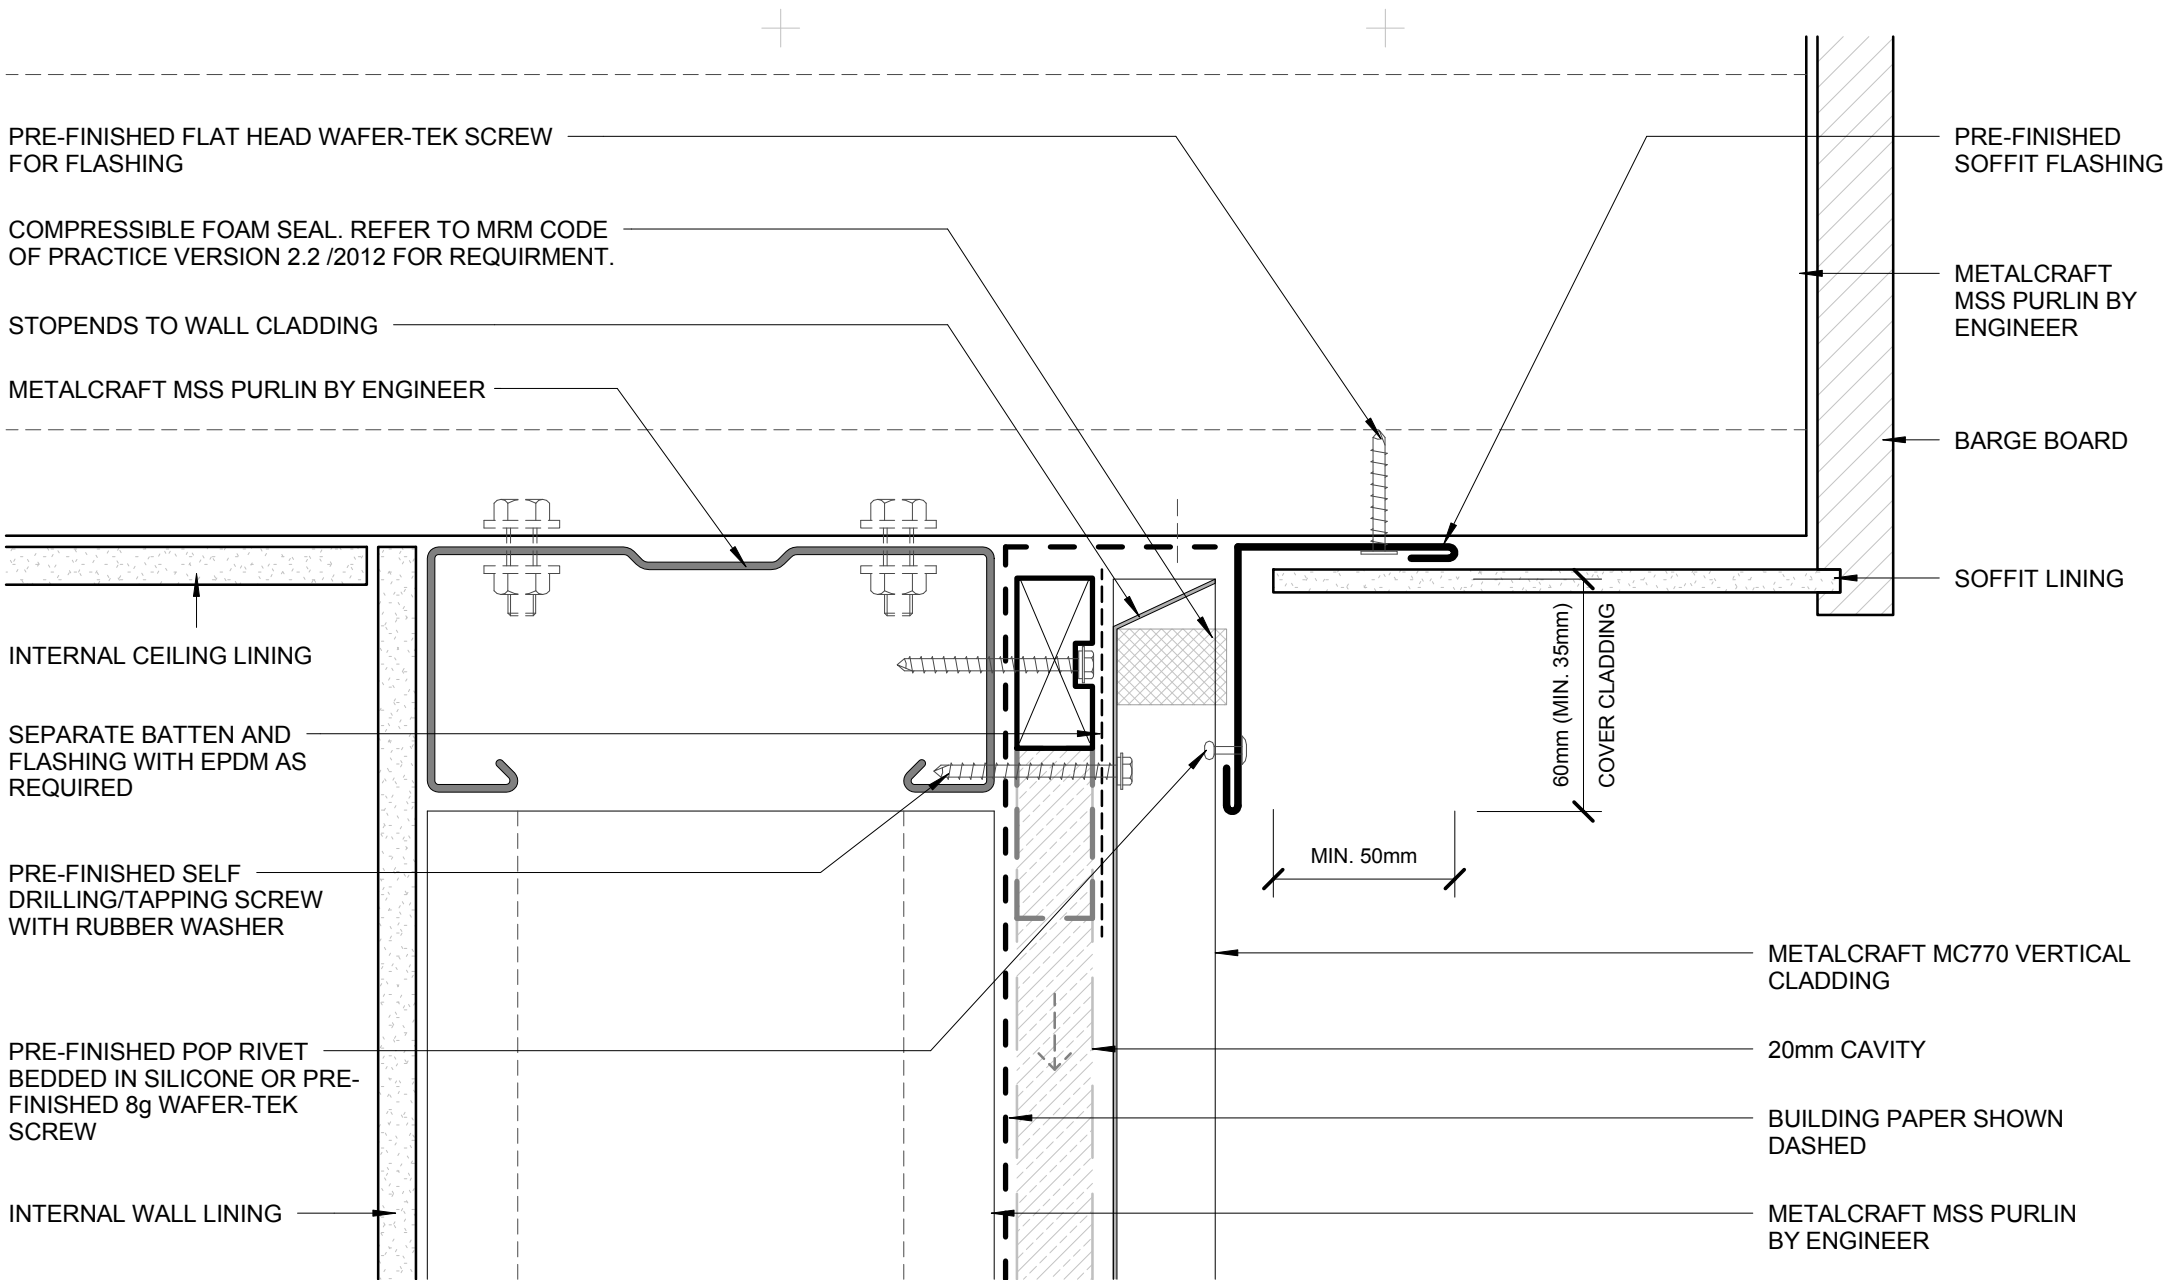 PRE-FINISHED FLAT HEAD WAFER-TEK SCREW
FOR FLASHING
COMPRESSIBLE FOAM SEAL. REFER TO MRM CODE
OF PRACTICE VERSION 2.2 /2012 FOR REQUIRMENT.
STOPENDS TO WALL CLADDING
METALCRAFT MSS PURLIN BY ENGINEER
INTERNAL CEILING LINING
SEPARATE BATTEN AND
FLASHING WITH EPDM AS
REQUIRED
PRE-FINISHED SELF
DRILLING/TAPPING SCREW
WITH RUBBER WASHER
PRE-FINISHED POP RIVET
BEDDED IN SILICONE OR PRE-
FINISHED 8g WAFER-TEK
SCREW
INTERNAL WALL LINING
PRE-FINISHED
SOFFIT FLASHING
METALCRAFT
MSS PURLIN BY
ENGINEER
BARGE BOARD
SOFFIT LINING
60mm (MIN. 35mm)
COVER CLADDING
MIN. 50mm
METALCRAFT MC770 VERTICAL
CLADDING
20mm CAVITY
BUILDING PAPER SHOWN
DASHED
METALCRAFT MSS PURLIN
BY ENGINEER